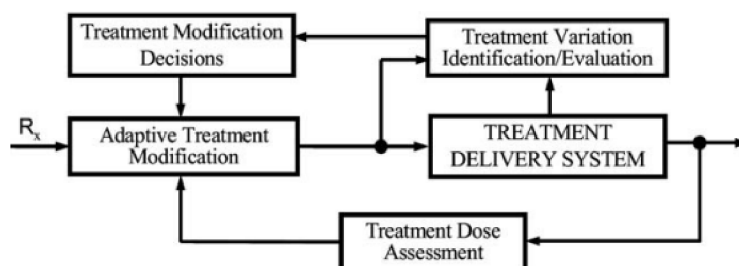 Treatment Modification
Decisions
Treatment Variation
Identification/Evaluation
Rx
Adaptive Treatment
Modification
TREATMENT
DELIVERY SYSTEM
Treatment Dose
Assessment